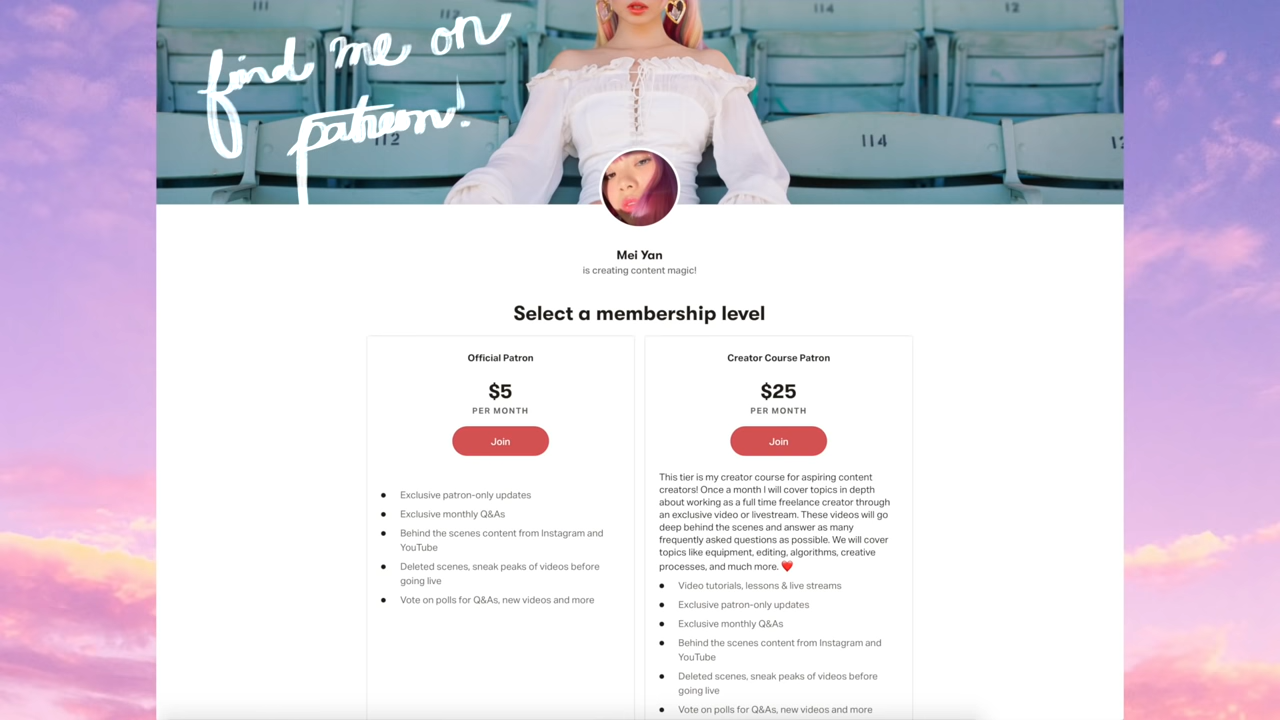 111
112
114
12
find me on
patreon!
112
114
Mei Yan
is creating content magic!
Select a membership level
Official Patron
$5
PER MONTH
Join
Exclusive patron-only updates
Exclusive monthly Q&As
Behind the scenes content from Instagram and
YouTube
Deleted scenes, sneak peaks of videos before
going live
Vote on polls for Q&As, new videos and more
Creator Course Patron
$25
PER MONTH
Join
This tier is my creator course for aspiring content
creators! Once a month I will cover topics in depth
about working as a full time freelance creator through
an exclusive video or livestream. These videos will go
deep behind the scenes and answer as many
frequently asked questions as possible. We will cover
topics like equipment, editing, algorithms, creative
processes, and much more. ❤️
Video tutorials, lessons & live streams
Exclusive patron-only updates
Exclusive monthly Q&As
Behind the scenes content from Instagram and
YouTube
Deleted scenes, sneak peaks of videos before
going live
Vote on polls for Q&As, new videos and more